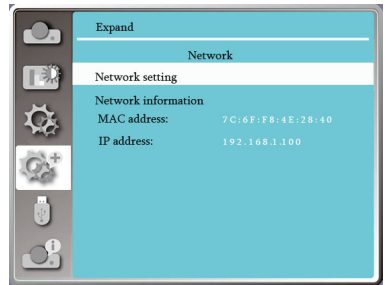 Expand
Network
Network setting
Network information
MAC address: 7C:6F:F8:4E:28:40
IP address: 192.168.1.100